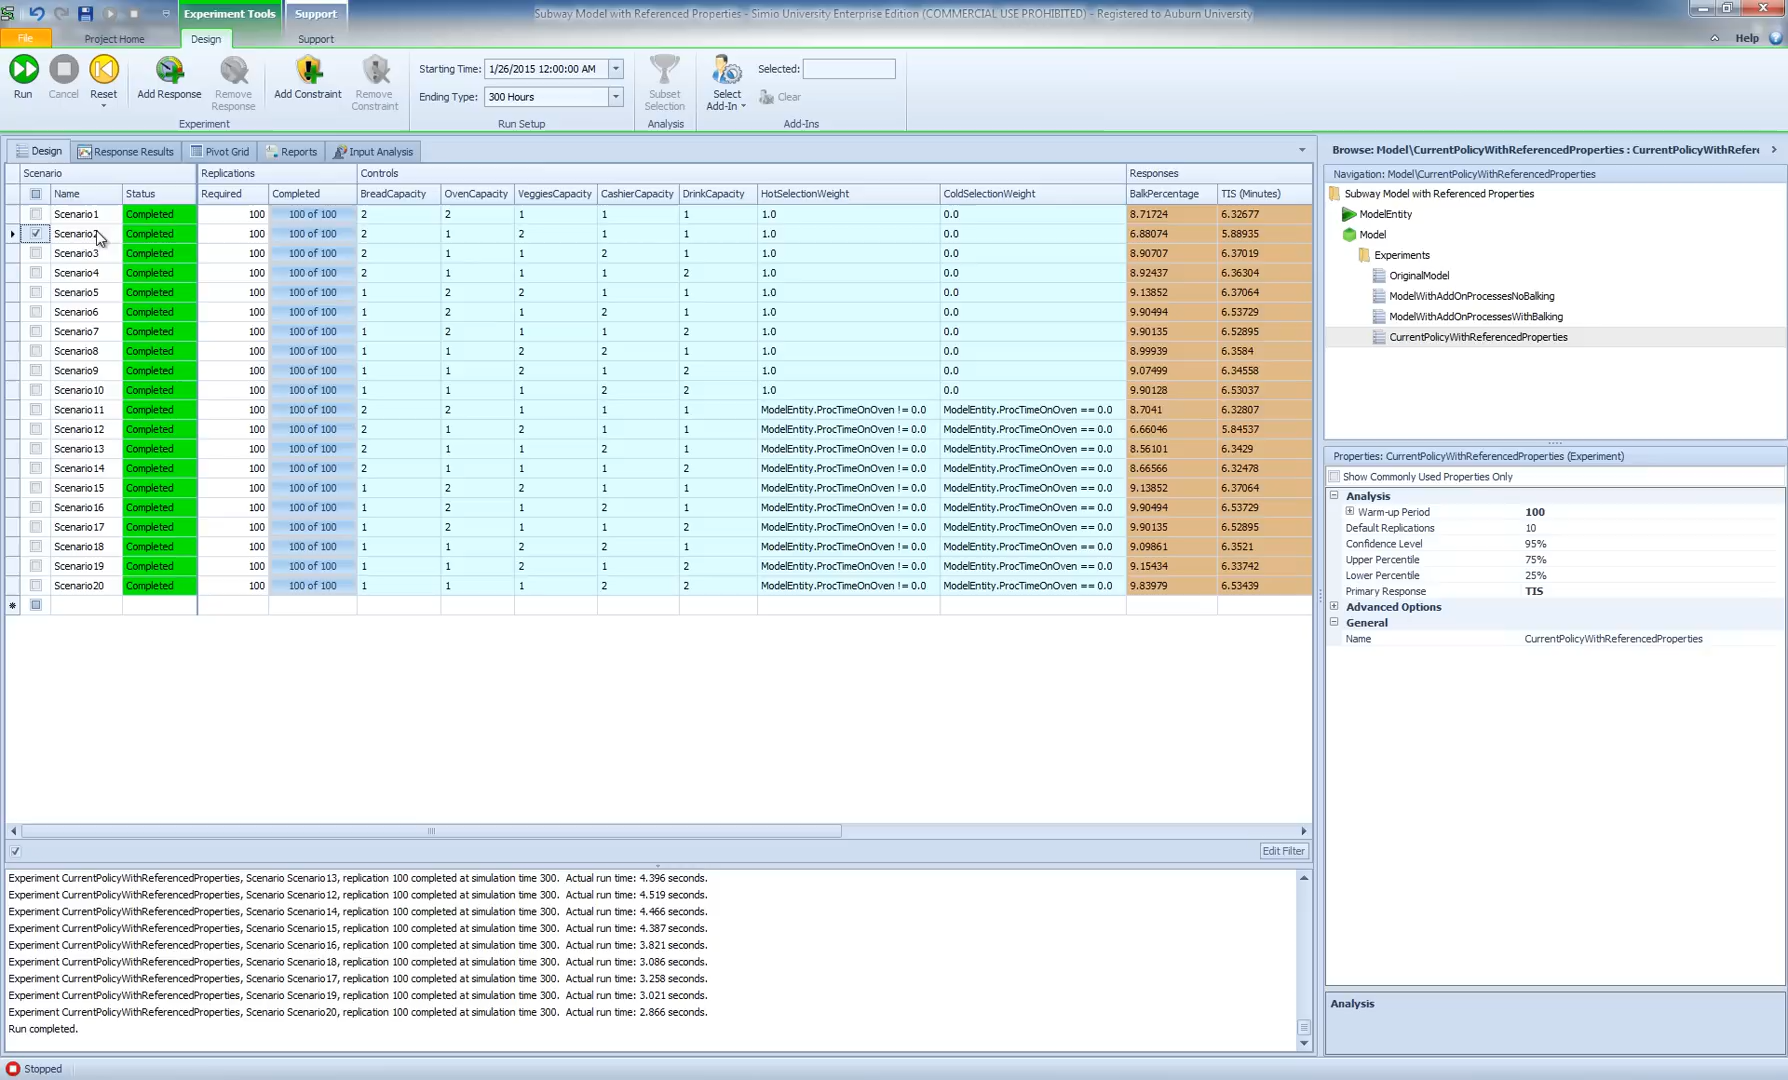 Experiment Tools Support Subway Model with Referenced Properties - Simio University Enterprise Edition (COMMERCIAL USE PROHIBITED) - Registered to Auburn University
File Project Home Design Support Help
Run Cancel Reset Add Response Remove Response Add Constraint Remove Constraint
Starting Time: 1/26/2015 12:00:00 AM
Ending Type: 300 Hours
Subset Selection Select Add-In Selected: Clear
Experiment Run Setup Analysis Add-Ins
Design Response Results Pivot Grid Reports Input Analysis
Scenario Replications Controls Responses
Name Status Required Completed BreadCapacity OvenCapacity VeggiesCapacity CashierCapacity DrinkCapacity HotSelectionWeight ColdSelectionWeight BalkPercentage TIS (Minutes)
Scenario1 Completed 100 100 of 100 2 2 1 1 1 1.0 0.0 8.71724 6.32677
Scenario2 Completed 100 100 of 100 2 1 2 1 1 1.0 0.0 6.88074 5.88935
Scenario3 Completed 100 100 of 100 2 1 1 2 1 1.0 0.0 8.90707 6.37019
Scenario4 Completed 100 100 of 100 2 1 1 1 2 1.0 0.0 8.92437 6.36304
Scenario5 Completed 100 100 of 100 1 2 2 1 1 1.0 0.0 9.13852 6.37064
Scenario6 Completed 100 100 of 100 1 2 1 2 1 1.0 0.0 9.90494 6.53729
Scenario7 Completed 100 100 of 100 1 2 1 1 2 1.0 0.0 9.90135 6.52895
Scenario8 Completed 100 100 of 100 1 1 2 2 1 1.0 0.0 8.99939 6.3584
Scenario9 Completed 100 100 of 100 1 1 2 1 2 1.0 0.0 9.07499 6.34558
Scenario10 Completed 100 100 of 100 1 1 1 2 2 1.0 0.0 9.90128 6.53037
Scenario11 Completed 100 100 of 100 2 2 1 1 1 ModelEntity.ProcTimeOnOven != 0.0 ModelEntity.ProcTimeOnOven == 0.0 8.7041 6.32807
Scenario12 Completed 100 100 of 100 2 1 2 1 1 ModelEntity.ProcTimeOnOven != 0.0 ModelEntity.ProcTimeOnOven == 0.0 6.66046 5.84537
Scenario13 Completed 100 100 of 100 2 1 1 2 1 ModelEntity.ProcTimeOnOven != 0.0 ModelEntity.ProcTimeOnOven == 0.0 8.56101 6.3429
Scenario14 Completed 100 100 of 100 2 1 1 1 2 ModelEntity.ProcTimeOnOven != 0.0 ModelEntity.ProcTimeOnOven == 0.0 8.66566 6.32478
Scenario15 Completed 100 100 of 100 1 2 2 1 1 ModelEntity.ProcTimeOnOven != 0.0 ModelEntity.ProcTimeOnOven == 0.0 9.13852 6.37064
Scenario16 Completed 100 100 of 100 1 2 1 2 1 ModelEntity.ProcTimeOnOven != 0.0 ModelEntity.ProcTimeOnOven == 0.0 9.90494 6.53729
Scenario17 Completed 100 100 of 100 1 2 1 1 2 ModelEntity.ProcTimeOnOven != 0.0 ModelEntity.ProcTimeOnOven == 0.0 9.90135 6.52895
Scenario18 Completed 100 100 of 100 1 1 2 2 1 ModelEntity.ProcTimeOnOven != 0.0 ModelEntity.ProcTimeOnOven == 0.0 9.09861 6.3521
Scenario19 Completed 100 100 of 100 1 1 2 1 2 ModelEntity.ProcTimeOnOven != 0.0 ModelEntity.ProcTimeOnOven == 0.0 9.15434 6.33742
Scenario20 Completed 100 100 of 100 1 1 1 2 2 ModelEntity.ProcTimeOnOven != 0.0 ModelEntity.ProcTimeOnOven == 0.0 9.83979 6.53439
Edit Filter
Experiment CurrentPolicyWithReferencedProperties, Scenario Scenario13, replication 100 completed at simulation time 300. Actual run time: 4.396 seconds.
Experiment CurrentPolicyWithReferencedProperties, Scenario Scenario12, replication 100 completed at simulation time 300. Actual run time: 4.519 seconds.
Experiment CurrentPolicyWithReferencedProperties, Scenario Scenario14, replication 100 completed at simulation time 300. Actual run time: 4.466 seconds.
Experiment CurrentPolicyWithReferencedProperties, Scenario Scenario15, replication 100 completed at simulation time 300. Actual run time: 4.387 seconds.
Experiment CurrentPolicyWithReferencedProperties, Scenario Scenario16, replication 100 completed at simulation time 300. Actual run time: 3.821 seconds.
Experiment CurrentPolicyWithReferencedProperties, Scenario Scenario18, replication 100 completed at simulation time 300. Actual run time: 3.086 seconds.
Experiment CurrentPolicyWithReferencedProperties, Scenario Scenario17, replication 100 completed at simulation time 300. Actual run time: 3.258 seconds.
Experiment CurrentPolicyWithReferencedProperties, Scenario Scenario19, replication 100 completed at simulation time 300. Actual run time: 3.021 seconds.
Experiment CurrentPolicyWithReferencedProperties, Scenario Scenario20, replication 100 completed at simulation time 300. Actual run time: 2.866 seconds.
Run completed.
Stopped
Browse: Model\CurrentPolicyWithReferencedProperties : CurrentPolicyWithRefere
Navigation: Model\CurrentPolicyWithReferencedProperties
Subway Model with Referenced Properties
ModelEntity
Model
Experiments
OriginalModel
ModelWithAddOnProcessesNoBalking
ModelWithAddOnProcessesWithBalking
CurrentPolicyWithReferencedProperties
Properties: CurrentPolicyWithReferencedProperties (Experiment)
Show Commonly Used Properties Only
Analysis
Warm-up Period 100
Default Replications 10
Confidence Level 95%
Upper Percentile 75%
Lower Percentile 25%
Primary Response TIS
Advanced Options
General
Name CurrentPolicyWithReferencedProperties
Analysis